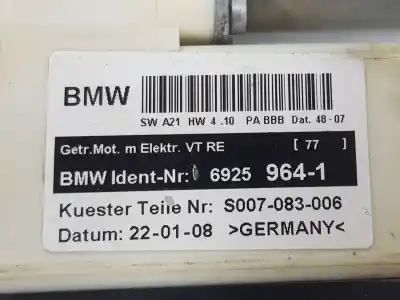 BMW
SW A21 HW 4.10 PA BBB Dat. 48-07
Getr.Mot. m Elektr. VT RE [ 77 ]
BMW Ident-Nr: 6925 964-1
Kuester Teile Nr: S007-083-006
Datum: 22-01-08 >GERMANY<